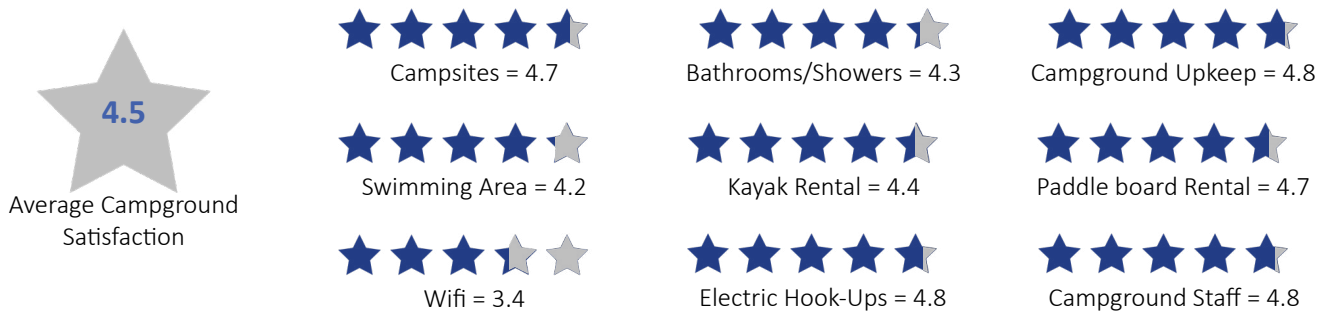 4.5
Average Campground
Satisfaction
Campsites = 4.7
Bathrooms/Showers = 4.3
Campground Upkeep = 4.8
Swimming Area = 4.2
Kayak Rental = 4.4
Paddle board Rental = 4.7
Wifi = 3.4
Electric Hook-Ups = 4.8
Campground Staff = 4.8